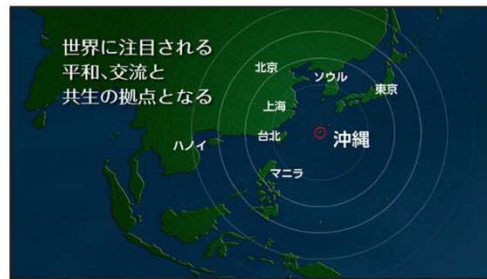 世界に注目される
平和、交流と
共生の拠点となる
北京
ソウル
東京
上海
台北
沖縄
ハノイ
マニラ